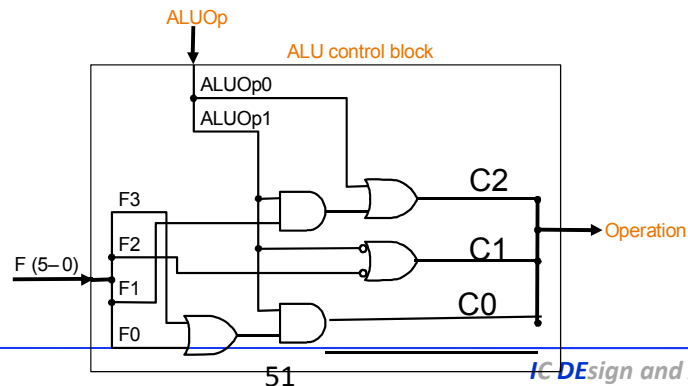 ALUOp
ALU control block
ALUOp0
ALUOp1
C2
F3
Operation
F2
C1
F (5–0)
F1
C0
F0
51
IC DEsign and